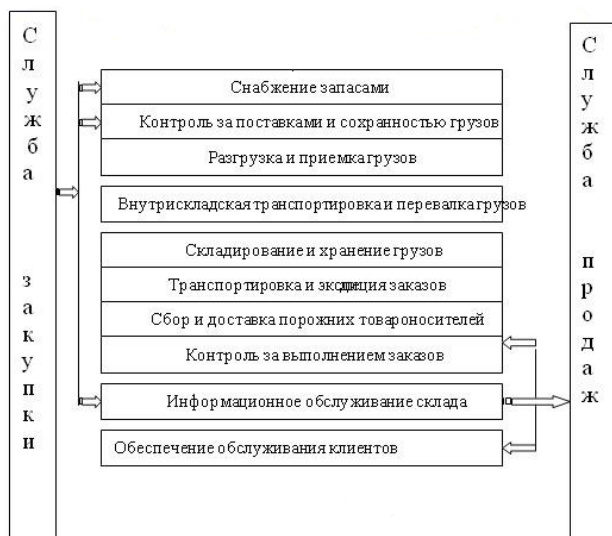 Служба закупки
Снабжение запасами
Контроль за поставками и сохранностью грузов
Разгрузка и приемка грузов
Внутрискладская транспортировка и перевалка грузов
Складирование и хранение грузов
Транспортировка и заказов
Сбор и доставка порожних товароносителей
Контроль за выполнением заказов
Информационное обслуживание склада
Обеспечение обслуживания клиентов
Служба продаж